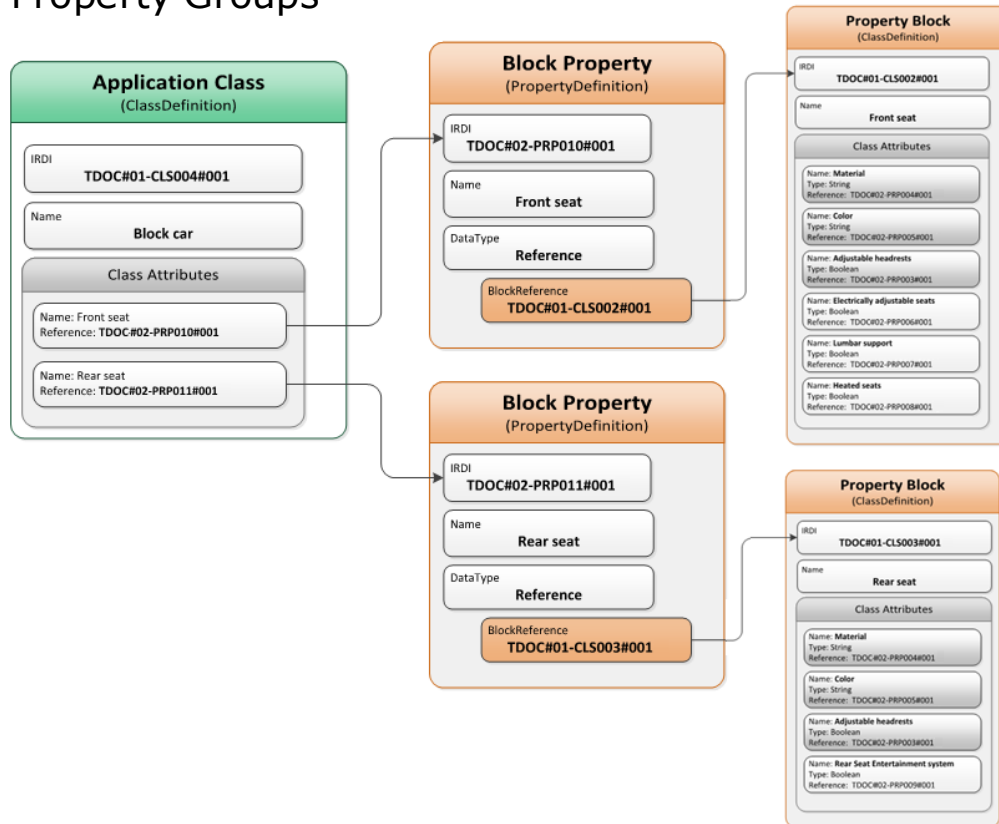 Property Groups
Application Class
(ClassDefinition)
IRDI
TDOC#01-CLS004#001
Name
Block car
Class Attributes
Name: Front seat
Reference: TDOC#02-PRP010#001
Name: Rear seat
Reference: TDOC#02-PRP011#001
Block Property
(PropertyDefinition)
IRDI
TDOC#02-PRP010#001
Name
Front seat
DataType
Reference
BlockReference
TDOC#01-CLS002#001
Block Property
(PropertyDefinition)
IRDI
TDOC#02-PRP011#001
Name
Rear seat
DataType
Reference
BlockReference
TDOC#01-CLS003#001
Property Block
(ClassDefinition)
IRDI
TDOC#01-CLS002#001
Name
Front seat
Class Attributes
Name: Material
Type: String
Reference: TDOC#02-PRP004#001
Name: Color
Type: String
Reference: TDOC#02-PRP005#001
Name: Adjustable headrests
Type: Boolean
Reference: TDOC#02-PRP003#001
Name: Electrically adjustable seats
Type: Boolean
Reference: TDOC#02-PRP006#001
Name: Lumbar support
Type: Boolean
Reference: TDOC#02-PRP007#001
Name: Heated seats
Type: Boolean
Reference: TDOC#02-PRP008#001
Property Block
(ClassDefinition)
IRDI
TDOC#01-CLS003#001
Name
Rear seat
Class Attributes
Name: Material
Type: String
Reference: TDOC#02-PRP004#001
Name: Color
Type: String
Reference: TDOC#02-PRP005#001
Name: Adjustable headrests
Type: Boolean
Reference: TDOC#02-PRP003#001
Name: Rear Seat Entertainment system
Type: Boolean
Reference: TDOC#02-PRP009#001